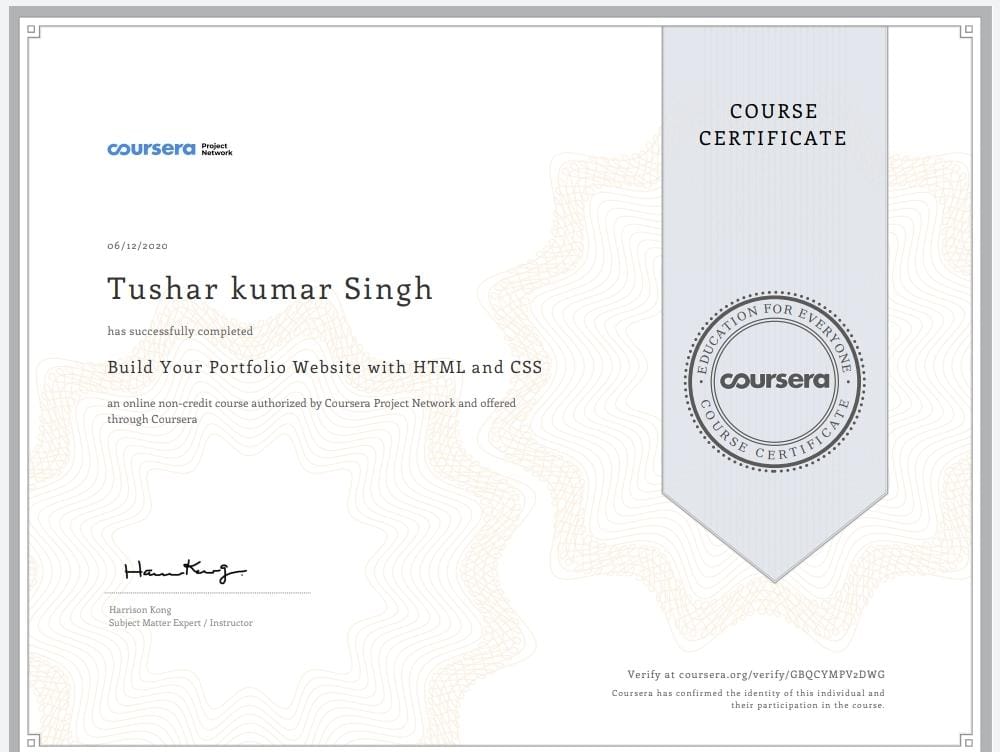 COURSE
CERTIFICATE
coursera Project
Network
06/12/2020
Tushar kumar Singh
has successfully completed
Build Your Portfolio Website with HTML and CSS
an online non-credit course authorized by Coursera Project Network and offered
through Coursera
EDUCATION FOR EVERYONE
coursera
COURSE CERTIFICATE
Harrison Kong
Harrison Kong
Subject Matter Expert / Instructor
Verify at coursera.org/verify/GBQCYMPV2DWG
Coursera has confirmed the identity of this individual and
their participation in the course.